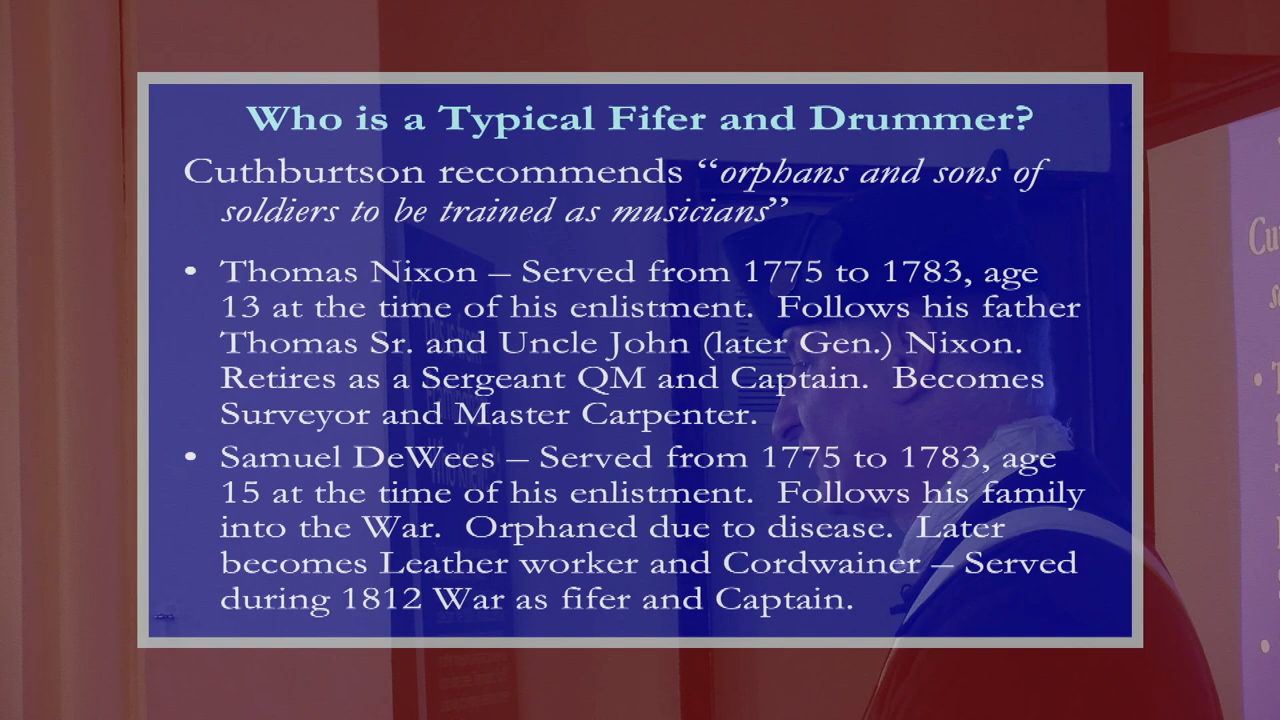 Who is a Typical Fifer and Drummer?
Cuthburtson recommends “orphans and sons of
soldiers to be trained as musicians”
• Thomas Nixon – Served from 1775 to 1783, age
13 at the time of his enlistment.  Follows his father
Thomas Sr. and Uncle John (later Gen.) Nixon.
Retires as a Sergeant QM and Captain.  Becomes
Surveyor and Master Carpenter.
• Samuel DeWees – Served from 1775 to 1783, age
15 at the time of his enlistment.  Follows his family
into the War.  Orphaned due to disease.  Later
becomes Leather worker and Cordwainer – Served
during 1812 War as fifer and Captain.